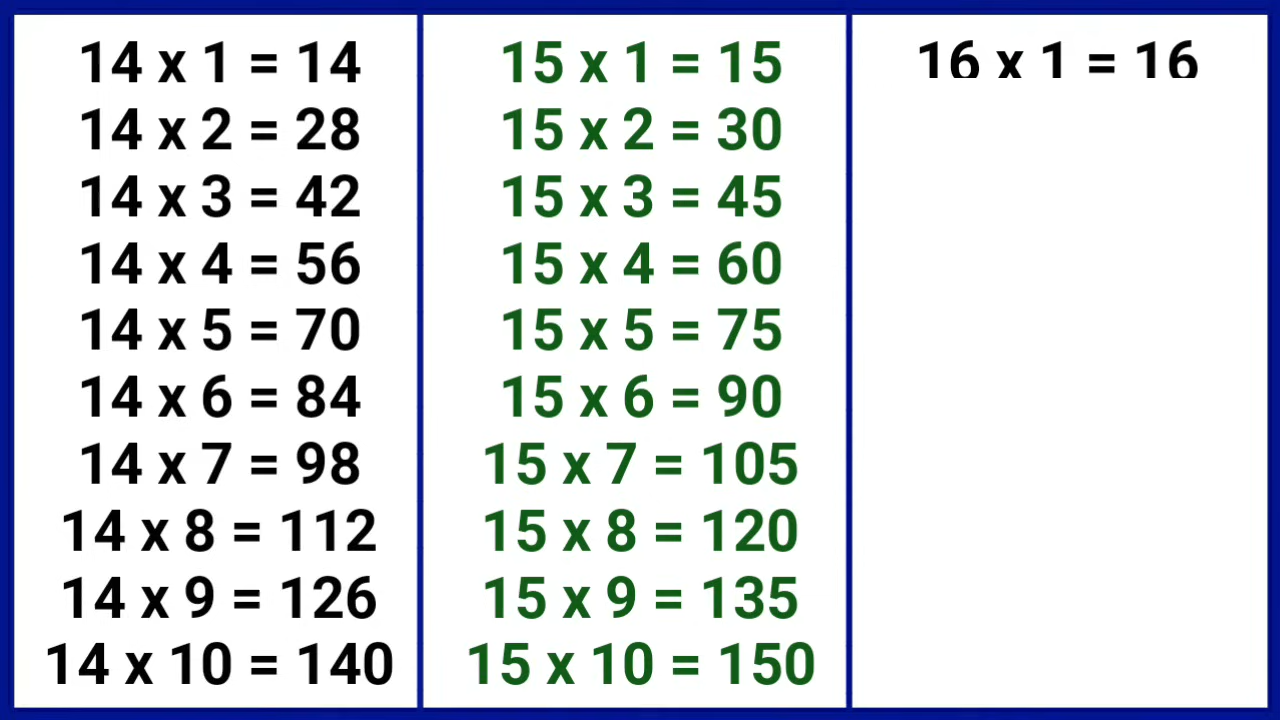 14 x 1 = 14
14 x 2 = 28
14 x 3 = 42
14 x 4 = 56
14 x 5 = 70
14 x 6 = 84
14 x 7 = 98
14 x 8 = 112
14 x 9 = 126
14 x 10 = 140
15 x 1 = 15
15 x 2 = 30
15 x 3 = 45
15 x 4 = 60
15 x 5 = 75
15 x 6 = 90
15 x 7 = 105
15 x 8 = 120
15 x 9 = 135
15 x 10 = 150
16 x 1 = 16